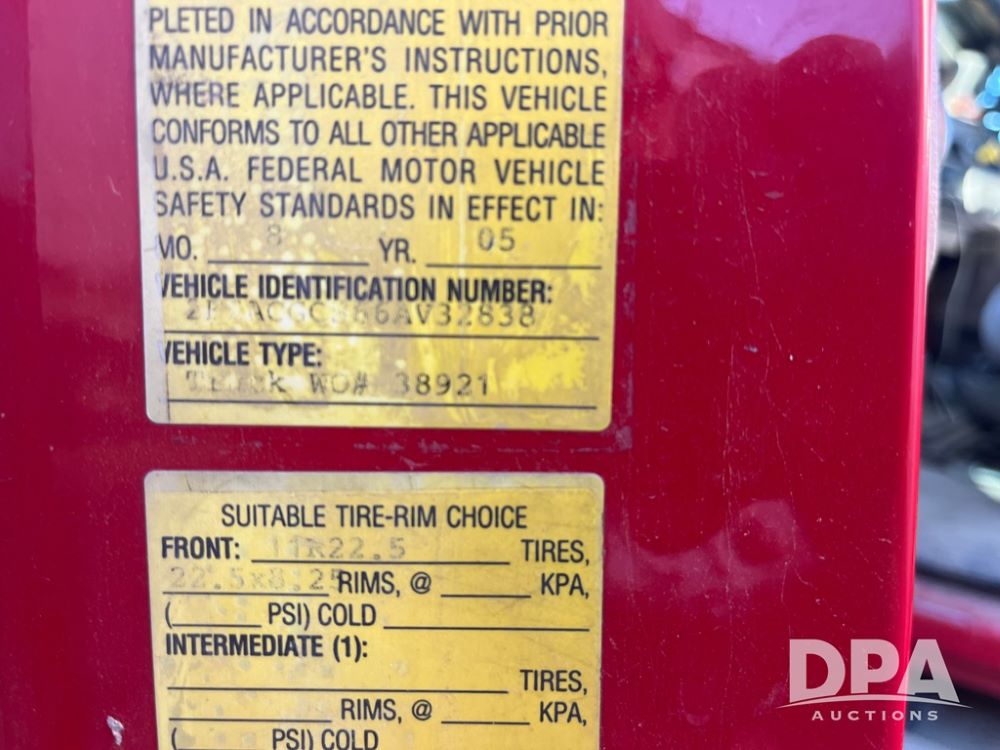 PLETED IN ACCORDANCE WITH PRIOR
MANUFACTURER'S INSTRUCTIONS,
WHERE APPLICABLE. THIS VEHICLE
CONFORMS TO ALL OTHER APPLICABLE
U.S.A. FEDERAL MOTOR VEHICLE
SAFETY STANDARDS IN EFFECT IN:
MO. 8 YR. 05
VEHICLE IDENTIFICATION NUMBER:
VEHICLE TYPE:
Truck WO# 38921
SUITABLE TIRE-RIM CHOICE
FRONT: 11R22.5 TIRES,
22.5x8.25 RIMS, @ KPA,
( PSI) COLD
INTERMEDIATE (1):
TIRES,
RIMS, @ KPA,
( PSI) COLD
DPA
AUCTIONS